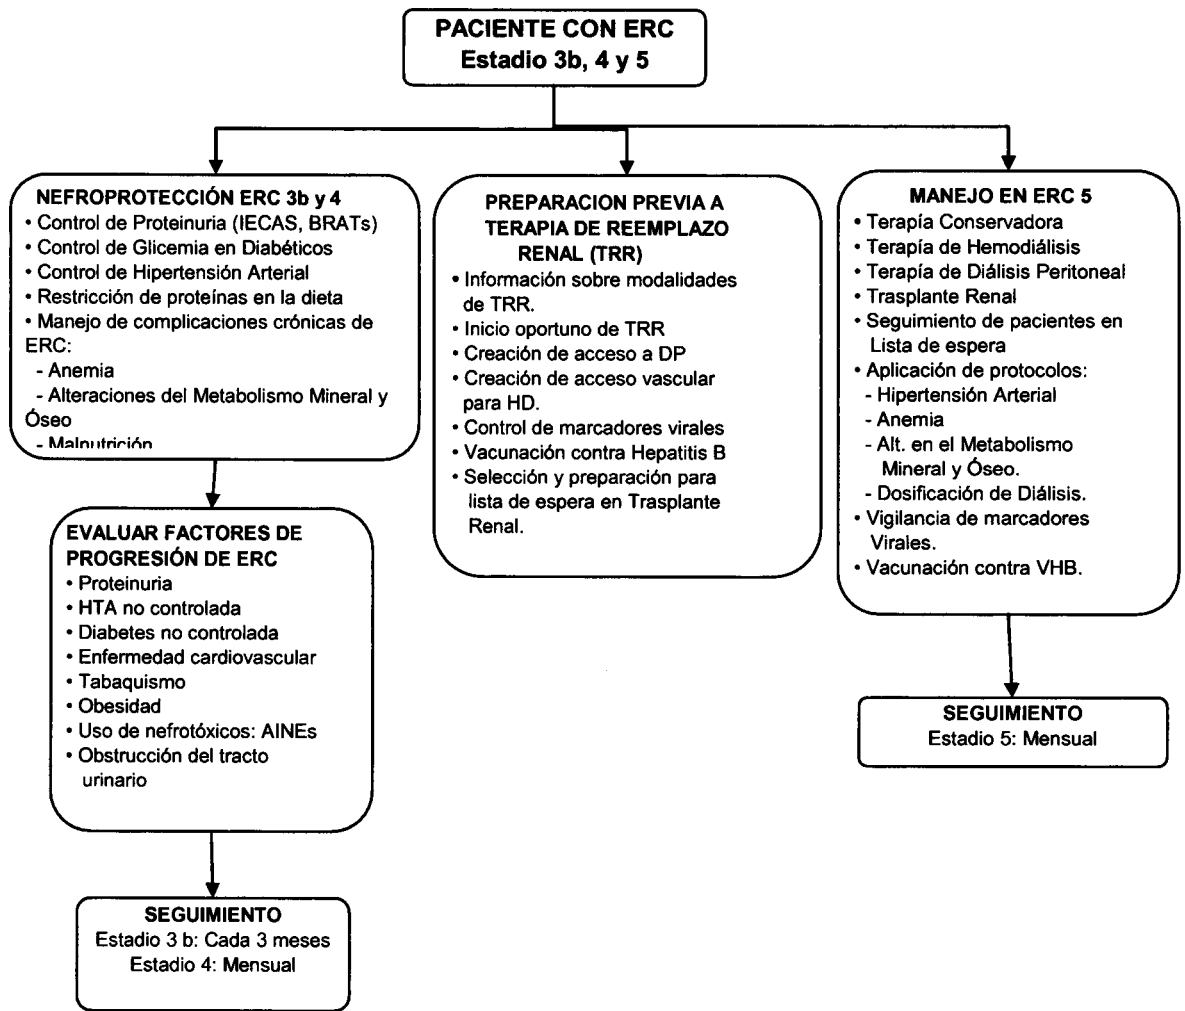 PACIENTE CON ERC
Estadio 3b, 4 y 5
NEFROPROTECCIÓN ERC 3b y 4
• Control de Proteinuria (IECAS, BRATs)
• Control de Glicemia en Diabéticos
• Control de Hipertensión Arterial
• Restricción de proteínas en la dieta
• Manejo de complicaciones crónicas de
ERC:
- Anemia
- Alteraciones del Metabolismo Mineral y
Óseo
- Malnutrición
EVALUAR FACTORES DE
PROGRESIÓN DE ERC
• Proteinuria
• HTA no controlada
• Diabetes no controlada
• Enfermedad cardiovascular
• Tabaquismo
• Obesidad
• Uso de nefrotóxicos: AINEs
• Obstrucción del tracto
urinario
SEGUIMIENTO
Estadio 3 b: Cada 3 meses
Estadio 4: Mensual
PREPARACION PREVIA A
TERAPIA DE REEMPLAZO
RENAL (TRR)
• Información sobre modalidades
de TRR.
• Inicio oportuno de TRR
• Creación de acceso a DP
• Creación de acceso vascular
para HD.
• Control de marcadores virales
• Vacunación contra Hepatitis B
• Selección y preparación para
lista de espera en Trasplante
Renal.
MANEJO EN ERC 5
• Terapía Conservadora
• Terapía de Hemodiálisis
• Terapía de Diálisis Peritoneal
• Trasplante Renal
• Seguimiento de pacientes en
Lista de espera
• Aplicación de protocolos:
- Hipertensión Arterial
- Anemia
- Alt. en el Metabolismo
Mineral y Óseo.
- Dosificación de Diálisis.
• Vigilancia de marcadores
Virales.
• Vacunación contra VHB.
SEGUIMIENTO
Estadio 5: Mensual